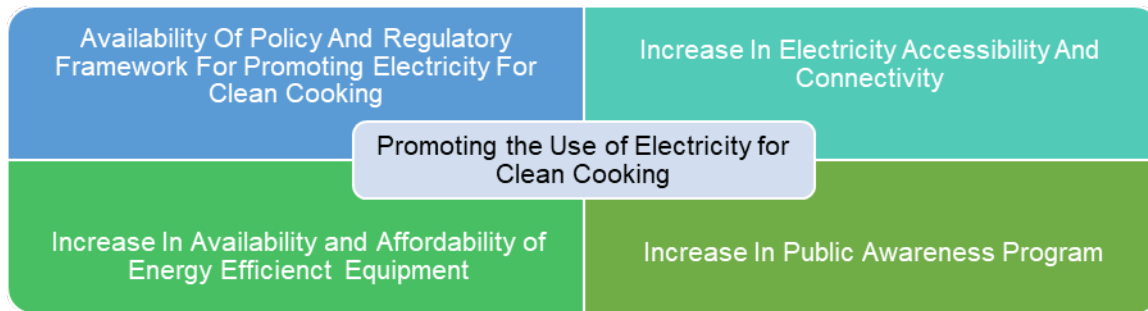 Availability Of Policy And Regulatory
Framework For Promoting Electricity For
Clean Cooking
Increase In Electricity Accessibility And
Connectivity
Promoting the Use of Electricity for
Clean Cooking
Increase In Availability and Affordability of
Energy Efficienct Equipment
Increase In Public Awareness Program